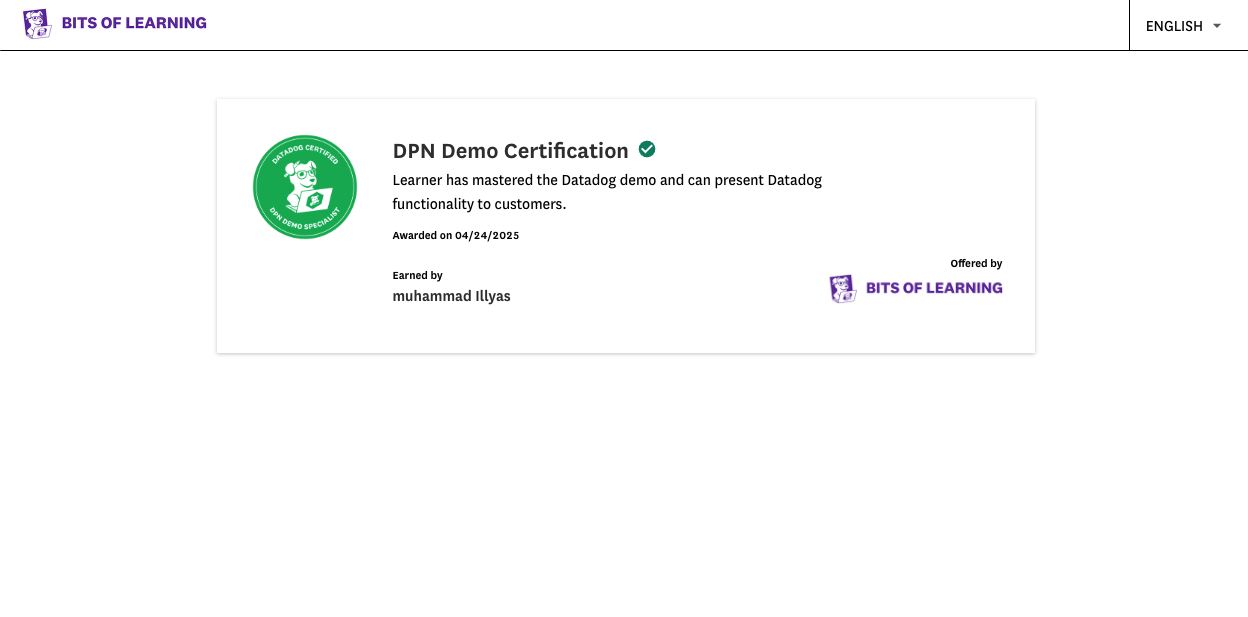 BITS OF LEARNING
ENGLISH
DATADOG CERTIFIED
DPN DEMO SPECIALIST
DPN Demo Certification
Learner has mastered the Datadog demo and can present Datadog
functionality to customers.
Awarded on 04/24/2025
Earned by
muhammad Illyas
Offered by
BITS OF LEARNING